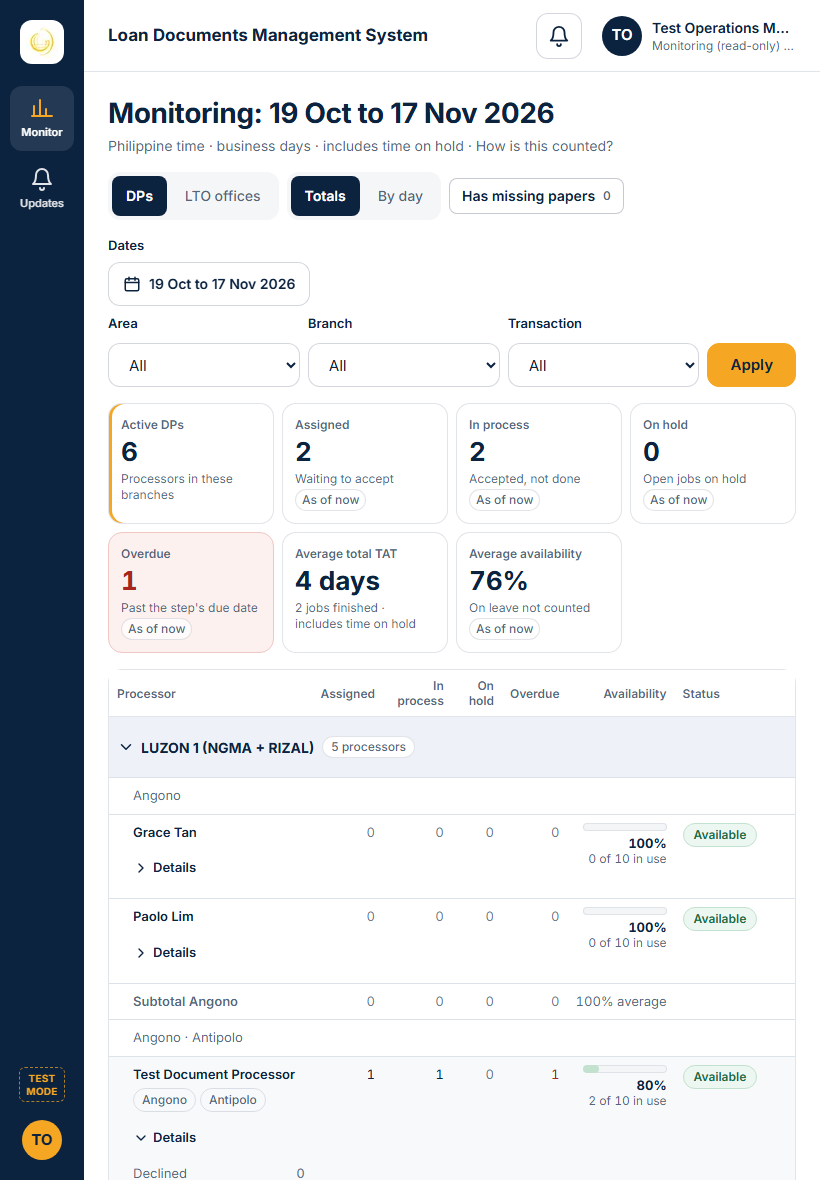 Loan Documents Management System
TO
Test Operations M...
Monitoring (read-only) ...
Monitor
Updates
Monitoring: 19 Oct to 17 Nov 2026
Philippine time · business days · includes time on hold · How is this counted?
DPs LTO offices Totals By day Has missing papers 0
Dates
19 Oct to 17 Nov 2026
Area Branch Transaction
All All All Apply
Active DPs
6
Processors in these
branches
Assigned
2
Waiting to accept
As of now
In process
2
Accepted, not done
As of now
On hold
0
Open jobs on hold
As of now
Overdue
1
Past the step's due date
As of now
Average total TAT
4 days
2 jobs finished ·
includes time on hold
Average availability
76%
On leave not counted
As of now
Processor Assigned In process On hold Overdue Availability Status
LUZON 1 (NGMA + RIZAL) 5 processors
Angono
Grace Tan 0 0 0 0 100% Available
0 of 10 in use
Details
Paolo Lim 0 0 0 0 100% Available
0 of 10 in use
Details
Subtotal Angono 0 0 0 0 100% average
Angono · Antipolo
Test Document Processor 1 1 0 1 80% Available
Angono Antipolo 2 of 10 in use
Details
Declined 0
TEST
MODE
TO